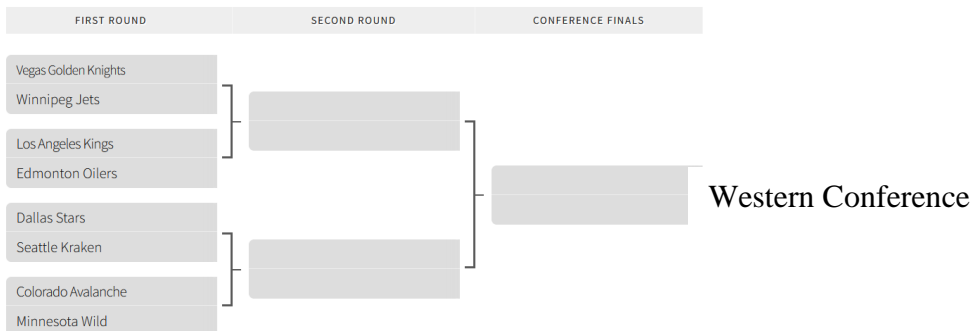 FIRST ROUND
SECOND ROUND
CONFERENCE FINALS
Vegas Golden Knights
Winnipeg Jets
Los Angeles Kings
Edmonton Oilers
Western Conference
Dallas Stars
Seattle Kraken
Colorado Avalanche
Minnesota Wild